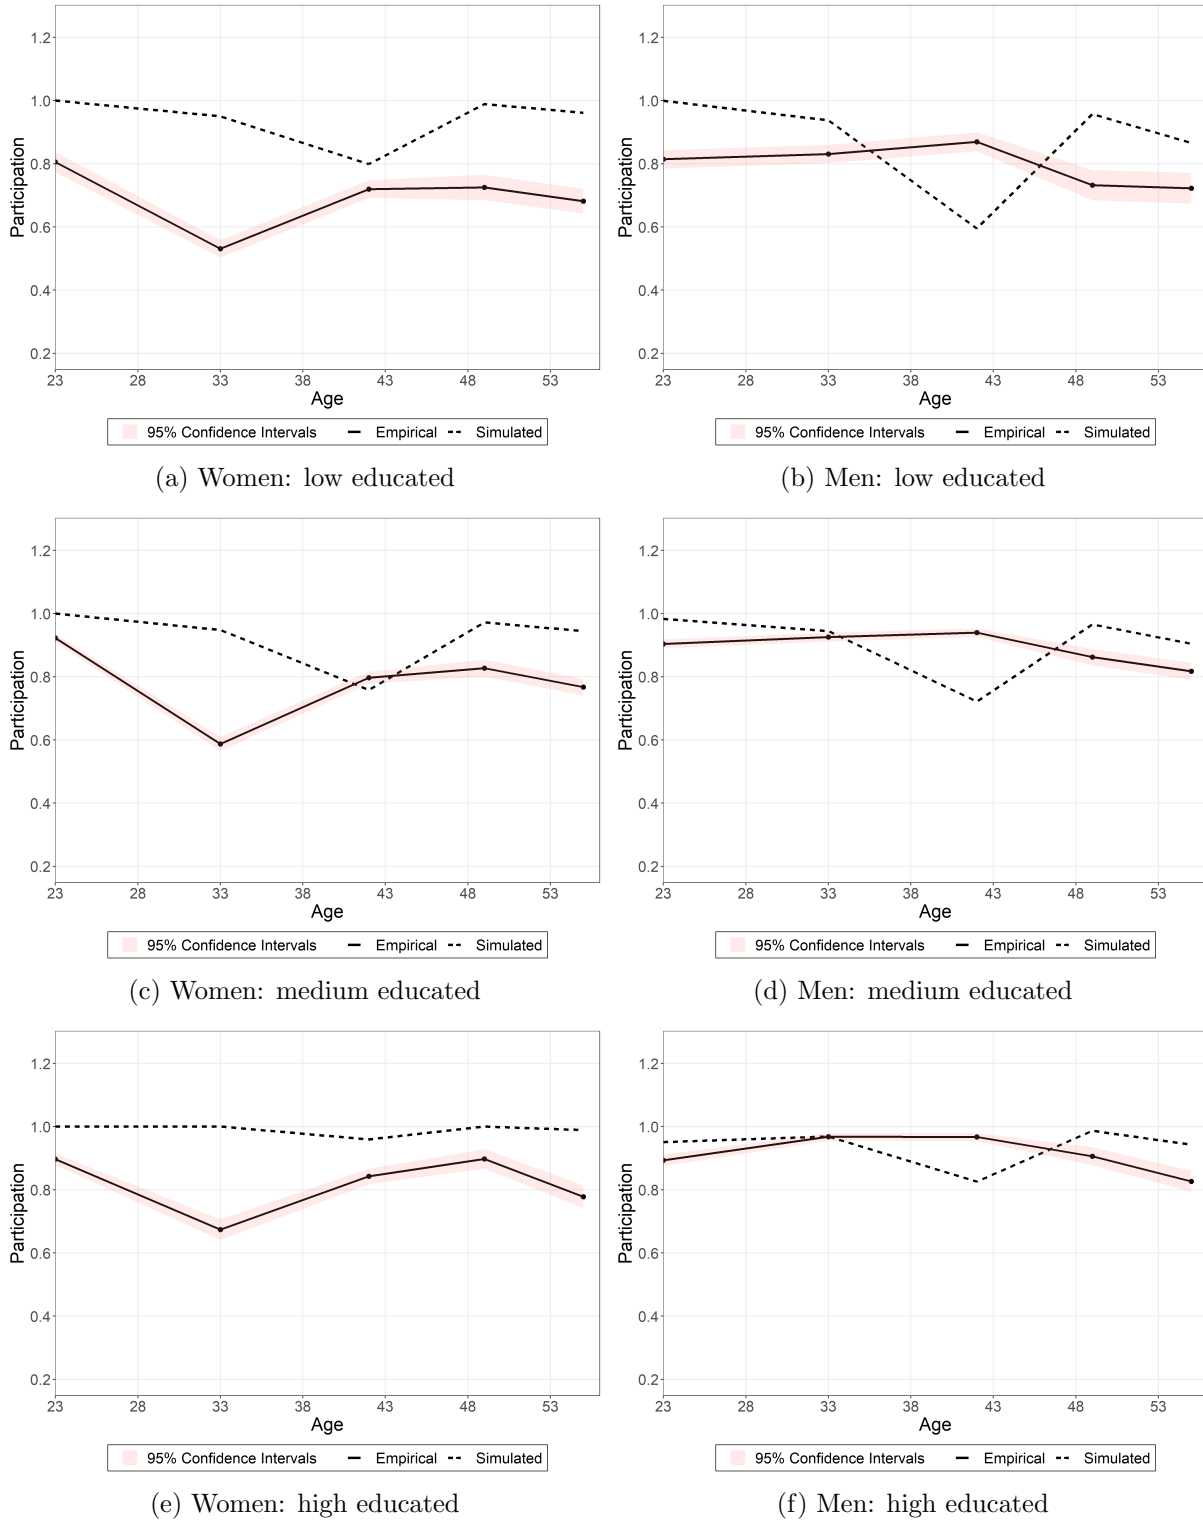 1.2
1.0
0.8
0.6
0.4
0.2
Participation
23 28 33 38 43 48 53
Age
95% Confidence Intervals Empirical Simulated
(a) Women: low educated
1.2
1.0
0.8
0.6
0.4
0.2
Participation
23 28 33 38 43 48 53
Age
95% Confidence Intervals Empirical Simulated
(b) Men: low educated
1.2
1.0
0.8
0.6
0.4
0.2
Participation
23 28 33 38 43 48 53
Age
95% Confidence Intervals Empirical Simulated
(c) Women: medium educated
1.2
1.0
0.8
0.6
0.4
0.2
Participation
23 28 33 38 43 48 53
Age
95% Confidence Intervals Empirical Simulated
(d) Men: medium educated
1.2
1.0
0.8
0.6
0.4
0.2
Participation
23 28 33 38 43 48 53
Age
95% Confidence Intervals Empirical Simulated
(e) Women: high educated
1.2
1.0
0.8
0.6
0.4
0.2
Participation
23 28 33 38 43 48 53
Age
95% Confidence Intervals Empirical Simulated
(f) Men: high educated